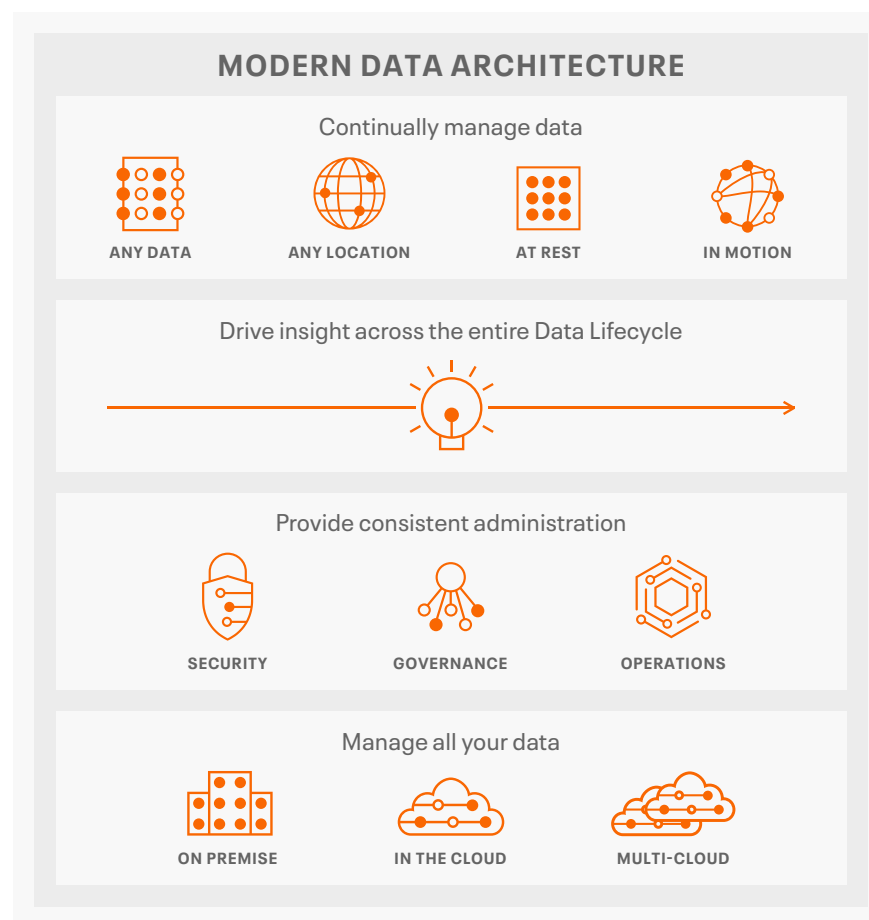 MODERN DATA ARCHITECTURE
Continually manage data
ANY DATA
ANY LOCATION
AT REST
IN MOTION
Drive insight across the entire Data Lifecycle
Provide consistent administration
SECURITY
GOVERNANCE
OPERATIONS
Manage all your data
ON PREMISE
IN THE CLOUD
MULTI-CLOUD